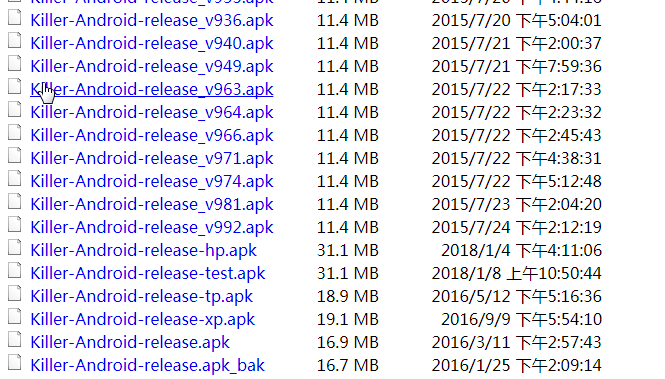 Killer-Android-release_v935.apk 11.4 MB
Killer-Android-release_v936.apk 11.4 MB 2015/7/20 下午5:04:01
Killer-Android-release_v940.apk 11.4 MB 2015/7/21 下午2:00:37
Killer-Android-release_v949.apk 11.4 MB 2015/7/21 下午7:59:36
Killer-Android-release_v963.apk 11.4 MB 2015/7/22 下午2:17:33
Killer-Android-release_v964.apk 11.4 MB 2015/7/22 下午2:23:32
Killer-Android-release_v966.apk 11.4 MB 2015/7/22 下午2:45:43
Killer-Android-release_v971.apk 11.4 MB 2015/7/22 下午4:38:31
Killer-Android-release_v974.apk 11.4 MB 2015/7/22 下午5:12:48
Killer-Android-release_v981.apk 11.4 MB 2015/7/23 下午2:04:20
Killer-Android-release_v992.apk 11.4 MB 2015/7/24 下午2:12:19
Killer-Android-release-hp.apk 31.1 MB 2018/1/4 下午4:11:06
Killer-Android-release-test.apk 31.1 MB 2018/1/8 上午10:50:44
Killer-Android-release-tp.apk 18.9 MB 2016/5/12 下午5:16:36
Killer-Android-release-xp.apk 19.1 MB 2016/9/9 下午5:54:10
Killer-Android-release.apk 16.9 MB 2016/3/11 下午2:57:43
Killer-Android-release.apk_bak 16.7 MB 2016/1/25 下午2:09:14